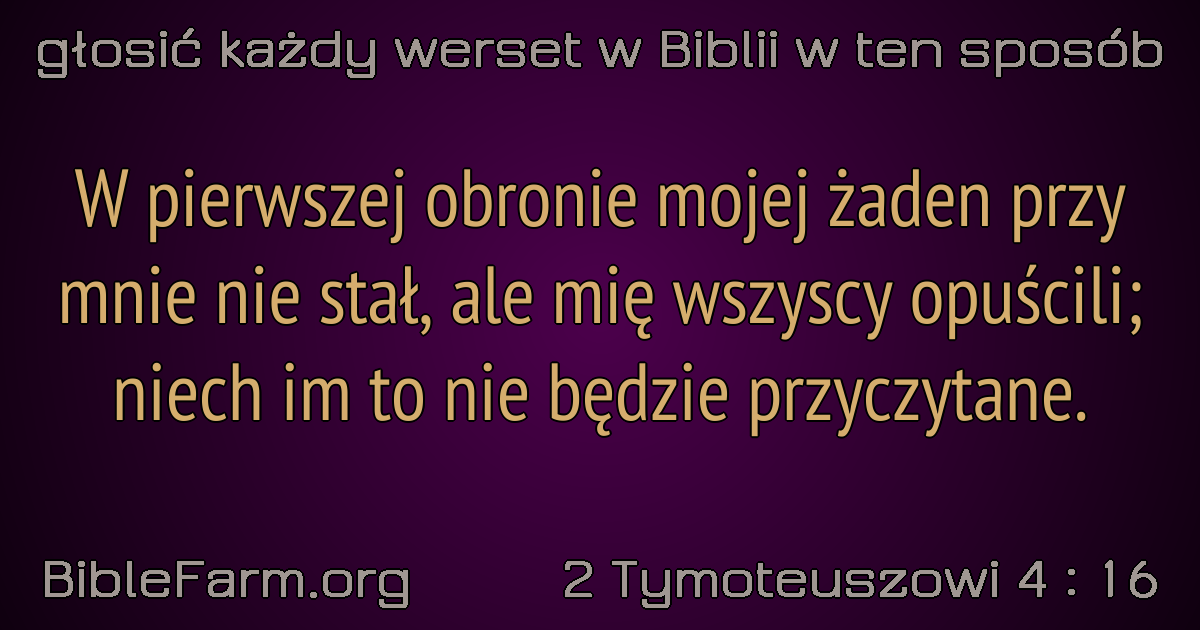 głosić każdy werset w Biblii w ten sposób
W pierwszej obronie mojej żaden przy
mnie nie stał, ale mię wszyscy opuścili;
niech im to nie będzie przyczytane.
BibleFarm.org
2 Tymoteuszowi 4 : 16